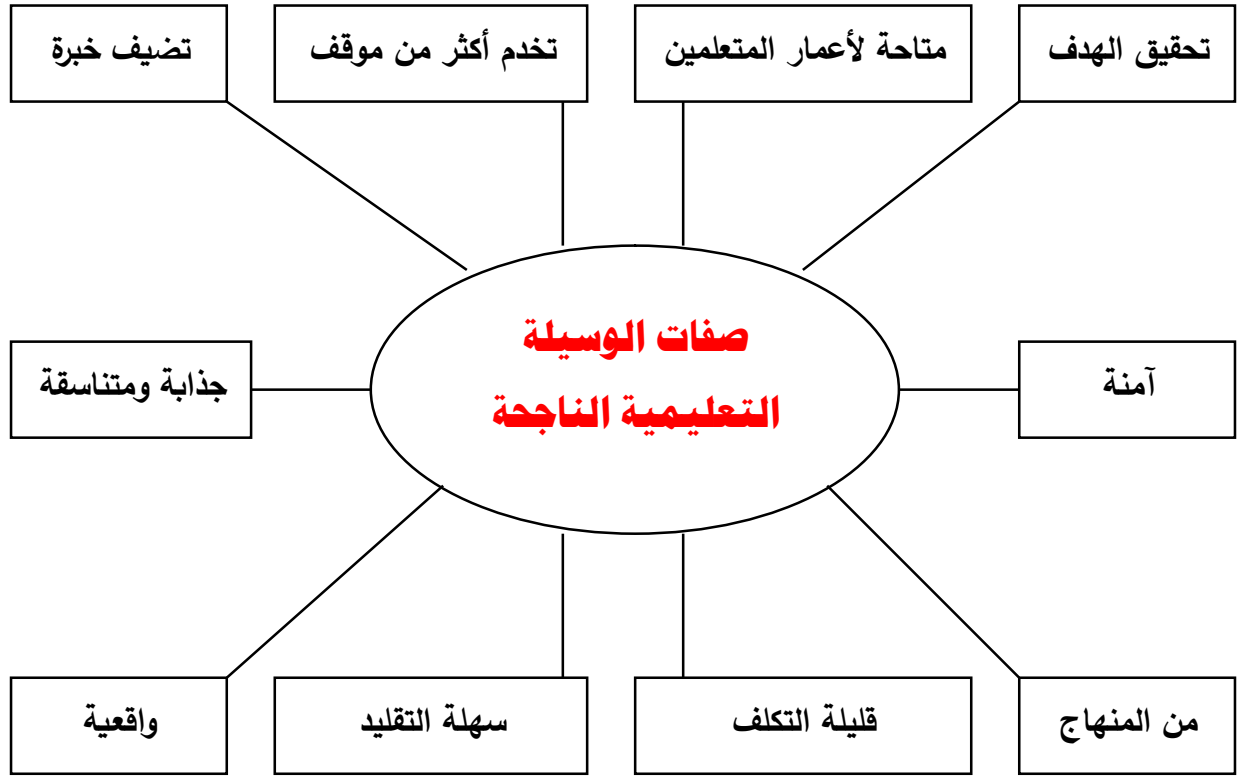 تحقيق الهدف
متاحة لأعمار المتعلمين
تخدم أكثر من موقف
تضيف خبرة
صفات الوسيلة
التعليمية الناجحة
آمنة
جذابة ومتناسقة
من المنهاج
قليلة التكلف
سهلة التقليد
واقعية